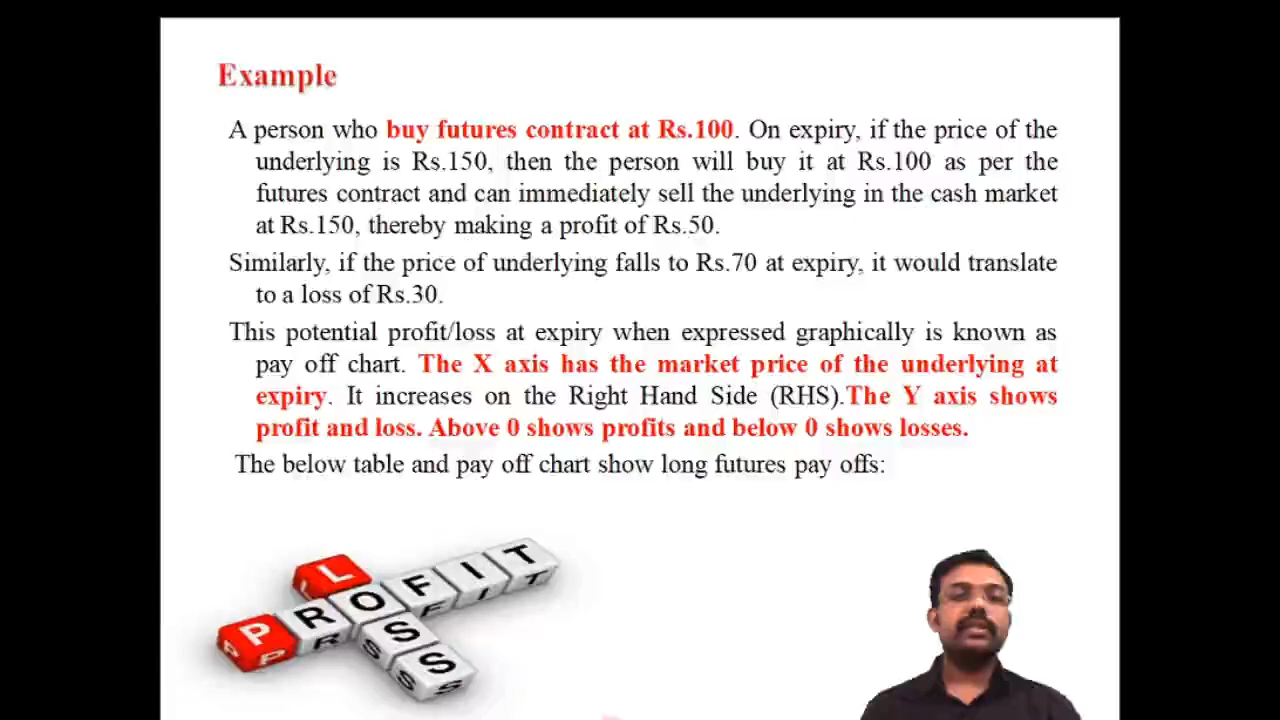 Example
A person who buy futures contract at Rs.100. On expiry, if the price of the
underlying is Rs.150, then the person will buy it at Rs.100 as per the
futures contract and can immediately sell the underlying in the cash market
at Rs.150, thereby making a profit of Rs.50.
Similarly, if the price of underlying falls to Rs.70 at expiry, it would translate
to a loss of Rs.30.
This potential profit/loss at expiry when expressed graphically is known as
pay off chart. The X axis has the market price of the underlying at
expiry. It increases on the Right Hand Side (RHS).The Y axis shows
profit and loss. Above 0 shows profits and below 0 shows losses.
The below table and pay off chart show long futures pay offs:
PROFIT
LOSS